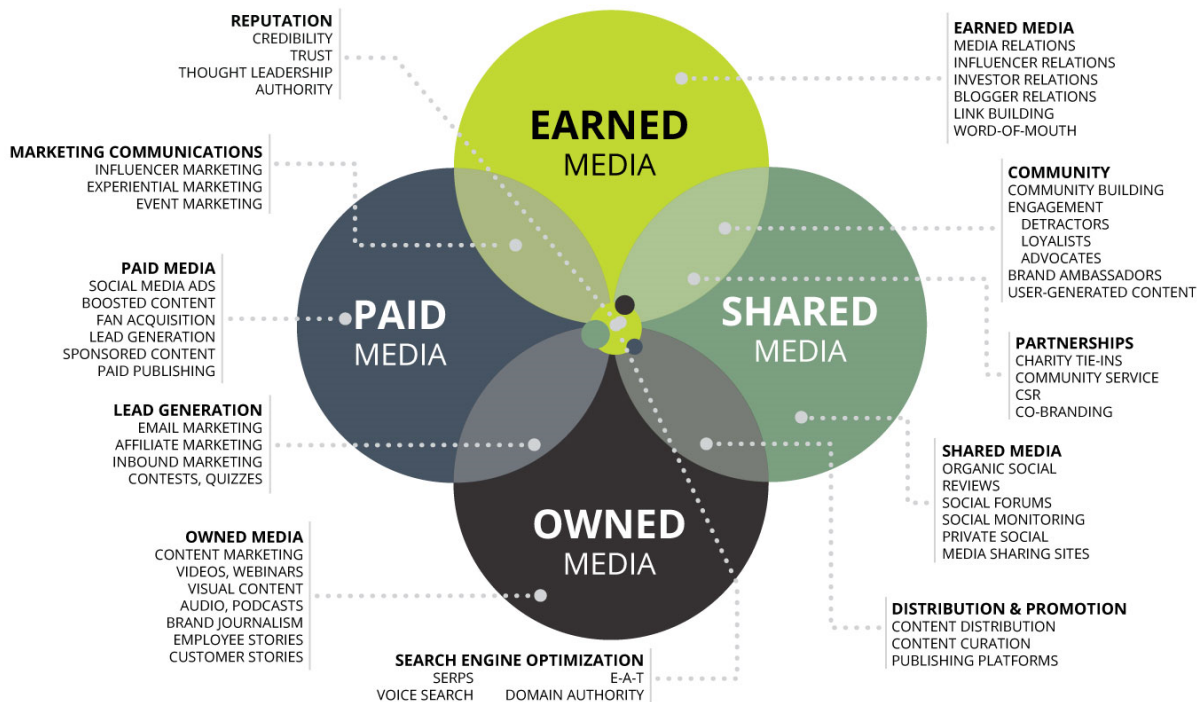 REPUTATION
CREDIBILITY
TRUST
THOUGHT LEADERSHIP
AUTHORITY
MARKETING COMMUNICATIONS
INFLUENCER MARKETING
EXPERIENTIAL MARKETING
EVENT MARKETING
PAID MEDIA
SOCIAL MEDIA ADS
BOOSTED CONTENT
FAN ACQUISITION
LEAD GENERATION
SPONSORED CONTENT
PAID PUBLISHING
LEAD GENERATION
EMAIL MARKETING
AFFILIATE MARKETING
INBOUND MARKETING
CONTESTS, QUIZZES
OWNED MEDIA
CONTENT MARKETING
VIDEOS, WEBINARS
VISUAL CONTENT
AUDIO, PODCASTS
BRAND JOURNALISM
EMPLOYEE STORIES
CUSTOMER STORIES
EARNED
MEDIA
PAID
MEDIA
SHARED
MEDIA
OWNED
MEDIA
SEARCH ENGINE OPTIMIZATION
SERPS E-A-T
VOICE SEARCH DOMAIN AUTHORITY
EARNED MEDIA
MEDIA RELATIONS
INFLUENCER RELATIONS
INVESTOR RELATIONS
BLOGGER RELATIONS
LINK BUILDING
WORD-OF-MOUTH
COMMUNITY
COMMUNITY BUILDING
ENGAGEMENT
DETRACTORS
LOYALISTS
ADVOCATES
BRAND AMBASSADORS
USER-GENERATED CONTENT
PARTNERSHIPS
CHARITY TIE-INS
COMMUNITY SERVICE
CSR
CO-BRANDING
SHARED MEDIA
ORGANIC SOCIAL
REVIEWS
SOCIAL FORUMS
SOCIAL MONITORING
PRIVATE SOCIAL
MEDIA SHARING SITES
DISTRIBUTION & PROMOTION
CONTENT DISTRIBUTION
CONTENT CURATION
PUBLISHING PLATFORMS